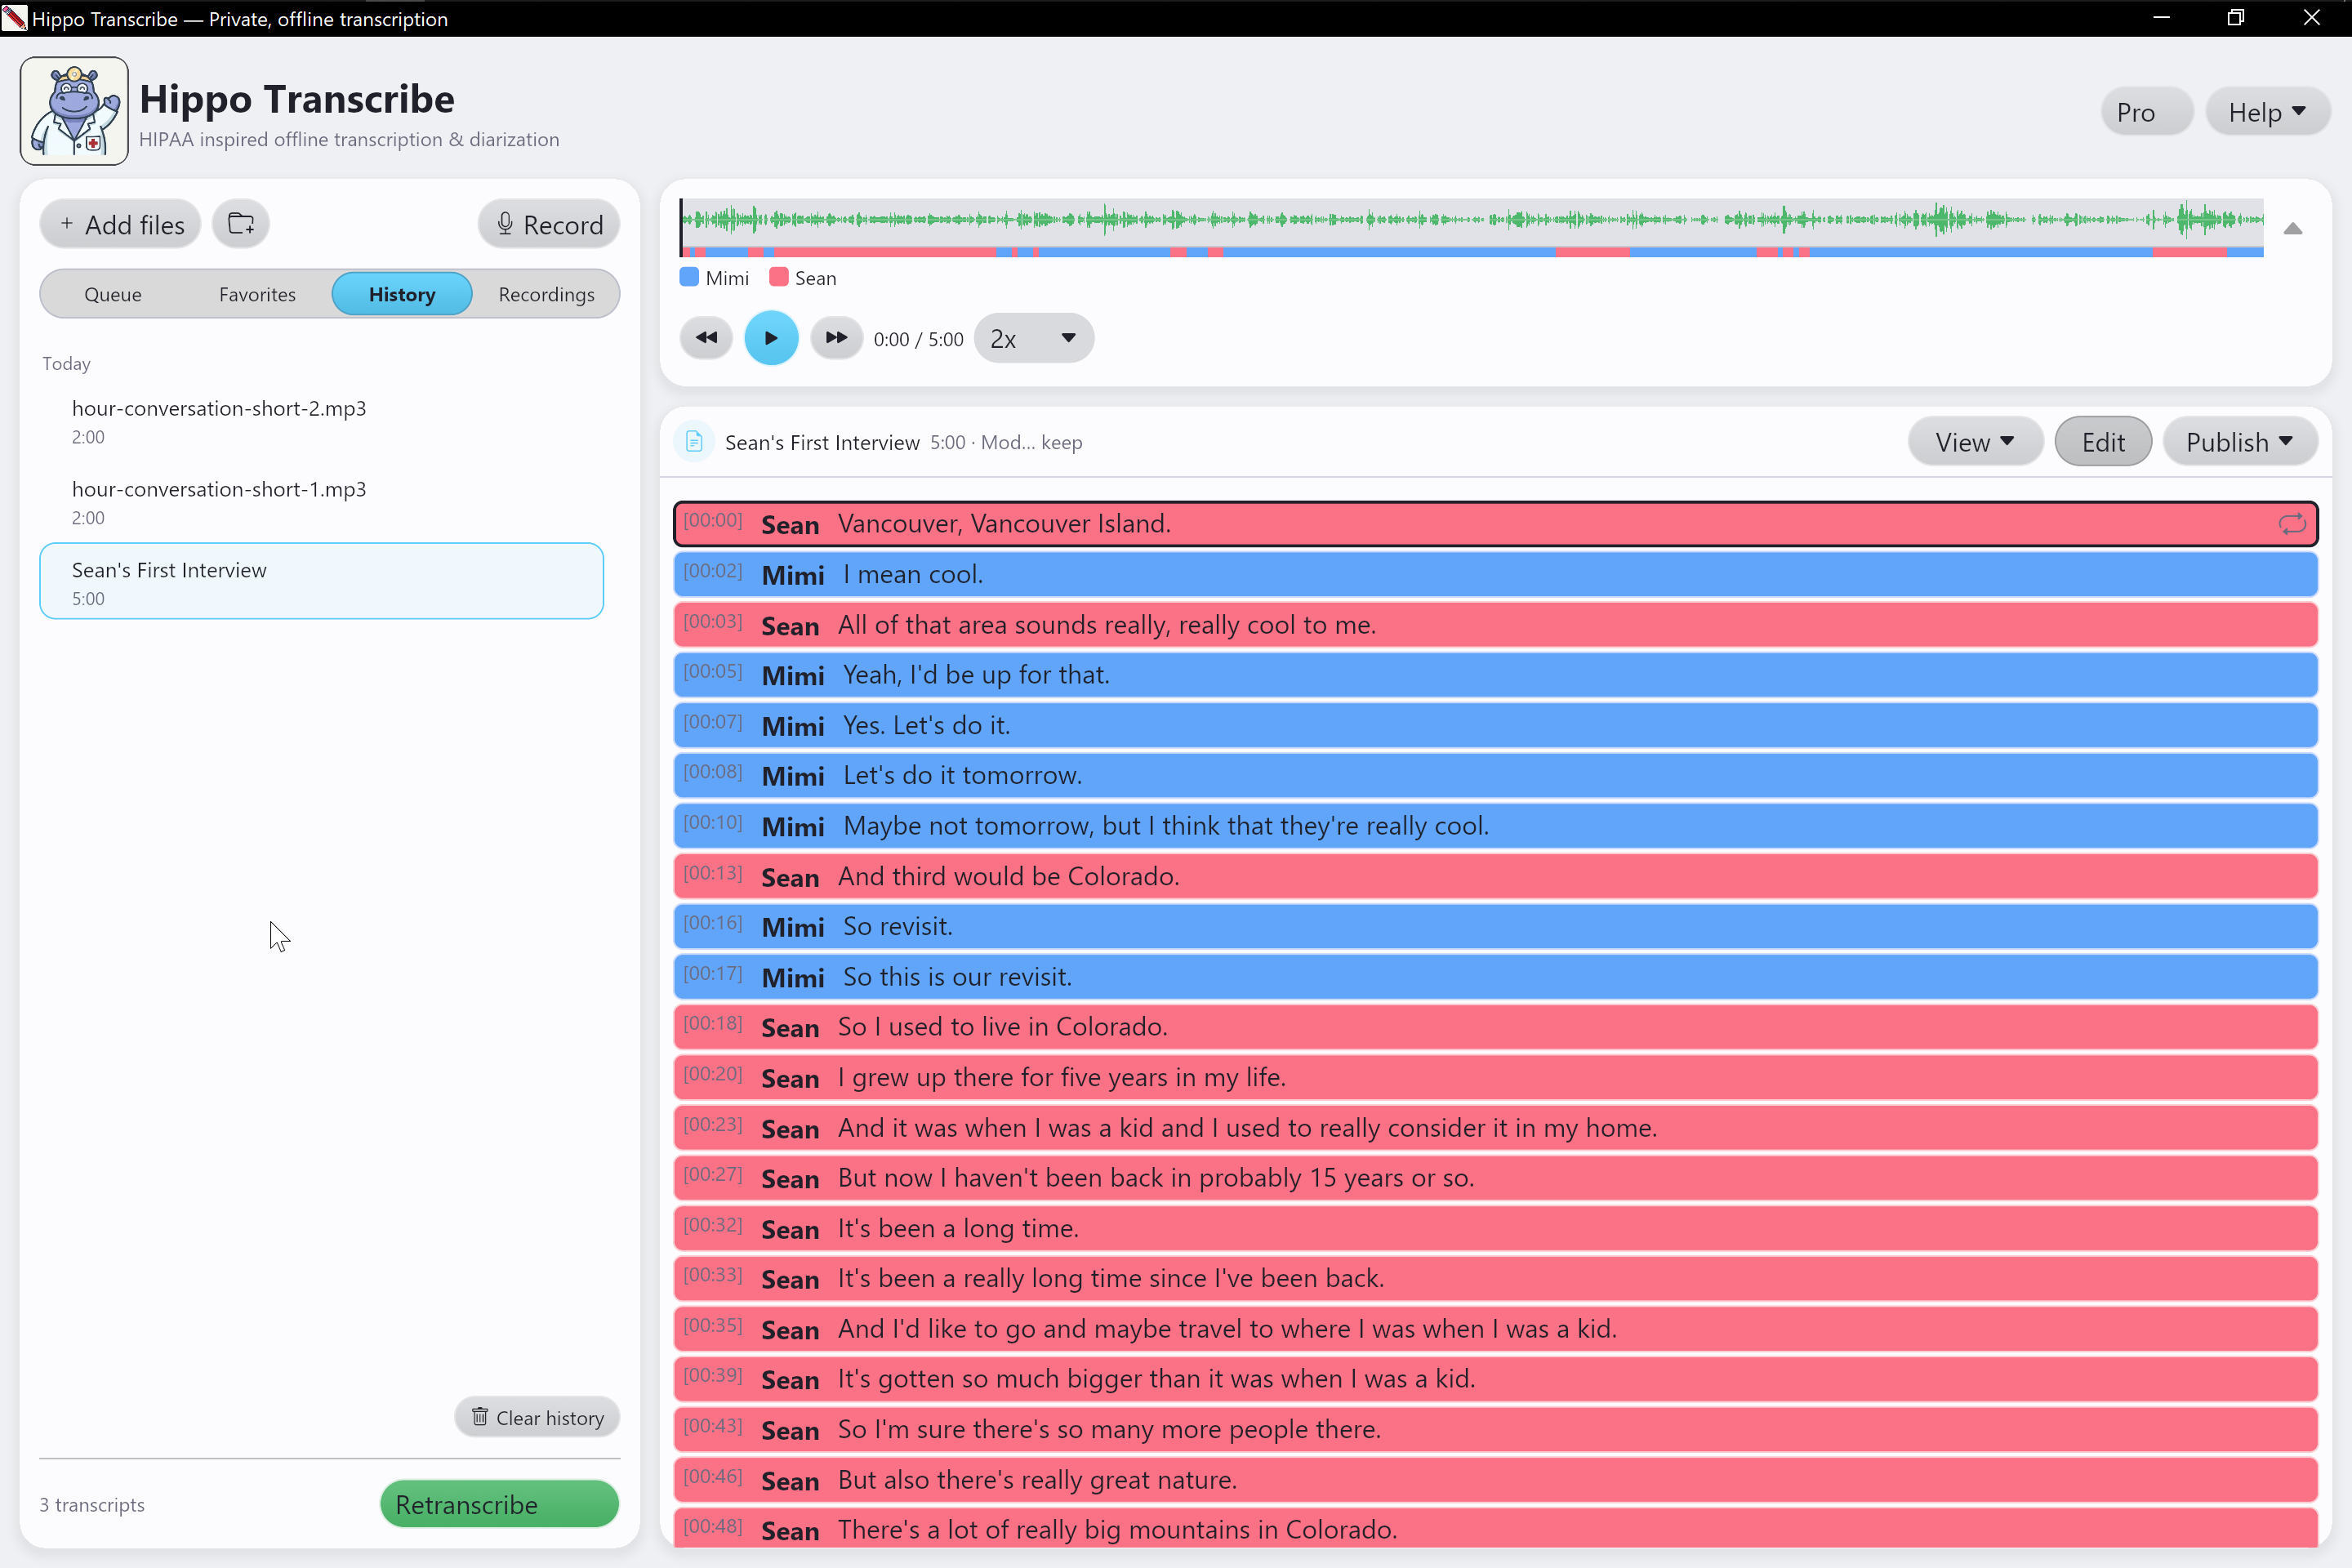 Hippo Transcribe — Private, offline transcription
Hippo Transcribe
HIPAA inspired offline transcription & diarization
Pro
Help
+ Add files
Record
Queue
Favorites
History
Recordings
Today
hour-conversation-short-2.mp3
2:00
hour-conversation-short-1.mp3
2:00
Sean's First Interview
5:00
Clear history
3 transcripts
Retranscribe
Mimi
Sean
0:00 / 5:00
2x
Sean's First Interview 5:00 · Mod... keep
View
Edit
Publish
[00:00] Sean Vancouver, Vancouver Island.
[00:02] Mimi I mean cool.
[00:03] Sean All of that area sounds really, really cool to me.
[00:05] Mimi Yeah, I'd be up for that.
[00:07] Mimi Yes. Let's do it.
[00:08] Mimi Let's do it tomorrow.
[00:10] Mimi Maybe not tomorrow, but I think that they're really cool.
[00:13] Sean And third would be Colorado.
[00:16] Mimi So revisit.
[00:17] Mimi So this is our revisit.
[00:18] Sean So I used to live in Colorado.
[00:20] Sean I grew up there for five years in my life.
[00:23] Sean And it was when I was a kid and I used to really consider it in my home.
[00:27] Sean But now I haven't been back in probably 15 years or so.
[00:32] Sean It's been a long time.
[00:33] Sean It's been a really long time since I've been back.
[00:35] Sean And I'd like to go and maybe travel to where I was when I was a kid.
[00:39] Sean It's gotten so much bigger than it was when I was a kid.
[00:43] Sean So I'm sure there's so many more people there.
[00:46] Sean But also there's really great nature.
[00:48] Sean There's a lot of really big mountains in Colorado.